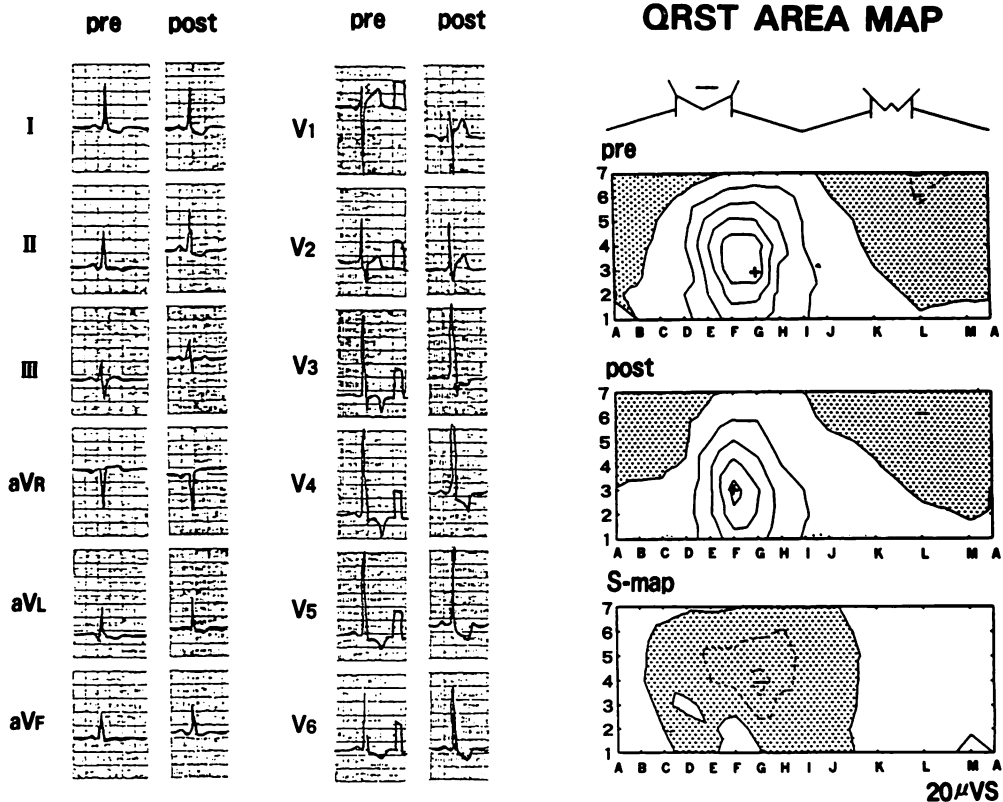 pre post
I
II
III
aVR
aVL
aVF
pre post
V1
V2
V3
V4
V5
V6
QRST AREA MAP
−
pre
7
6
5
4
3
2
1
+
−
A B C D E F G H I J K L M A
post
7
6
5
4
3
2
1
+
−
A B C D E F G H I J K L M A
S-map
7
6
5
4
3
2
1
−
A B C D E F G H I J K L M A
20μVS